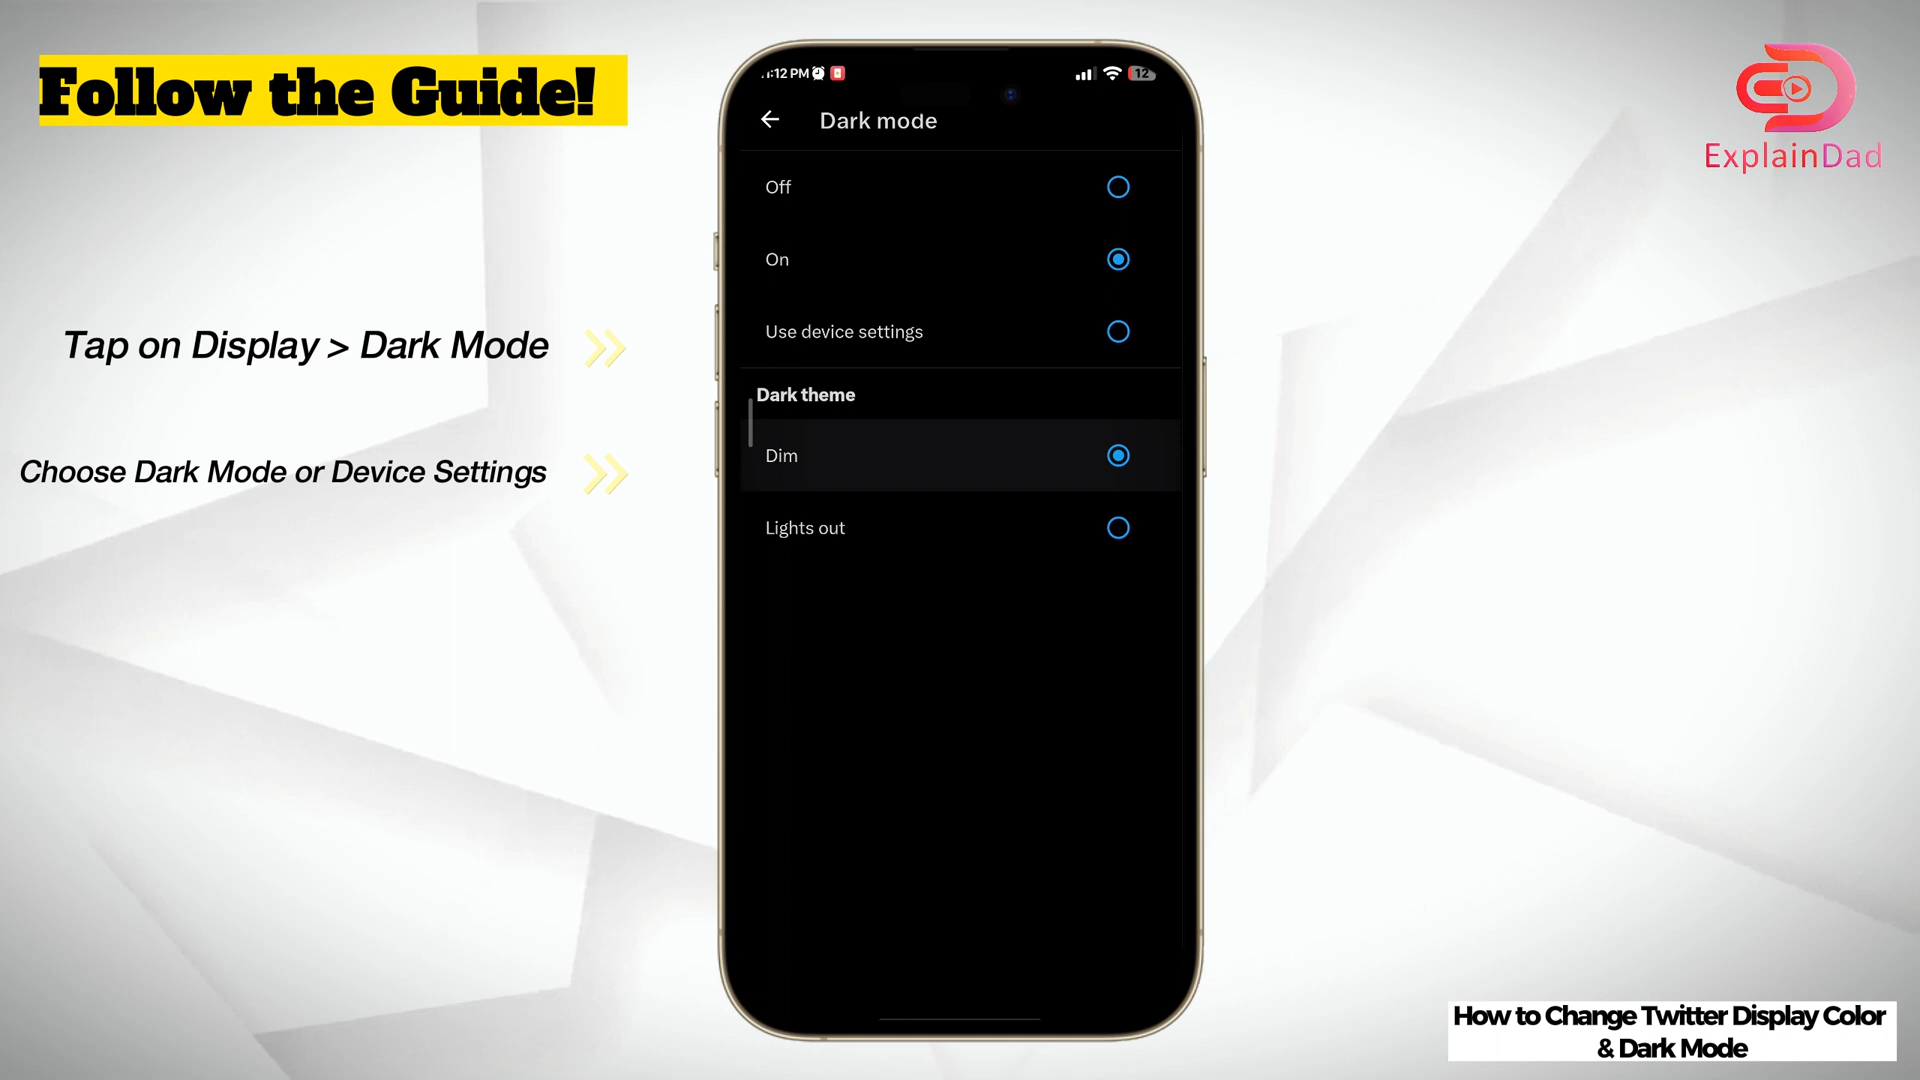 Follow the Guide!
Tap on Display > Dark Mode
Choose Dark Mode or Device Settings
:12 PM
12
Dark mode
Off
On
Use device settings
Dark theme
Dim
Lights out
ExplainDad
How to Change Twitter Display Color
& Dark Mode